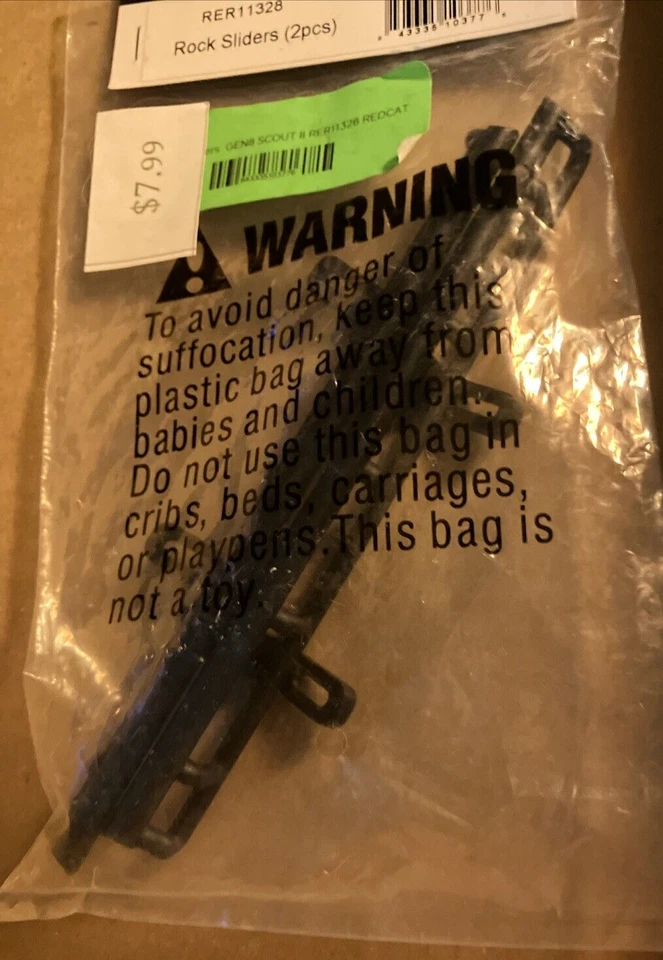 RER11328
Rock Sliders (2pcs)
43335 10377
GEN8 SCOUT II RER11328 REDCAT
$7.99
WARNING
To avoid danger of
suffocation, keep this
plastic bag away from
babies and children.
Do not use this bag in
cribs, beds, carriages,
or playpens.This bag is
not a toy.